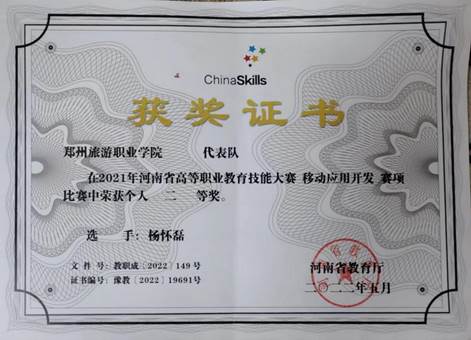 ChinaSkills
获奖证书
郑州旅游职业学院 代表队
在2021年河南省高等职业教育技能大赛 移动应用开发 赛项
比赛中荣获个人 二 等奖。
选 手：杨怀磊
文 件 号：教职成〔2022〕149号
证书编号：豫教〔2022〕19691号
河南省教育厅
二〇二二年五月